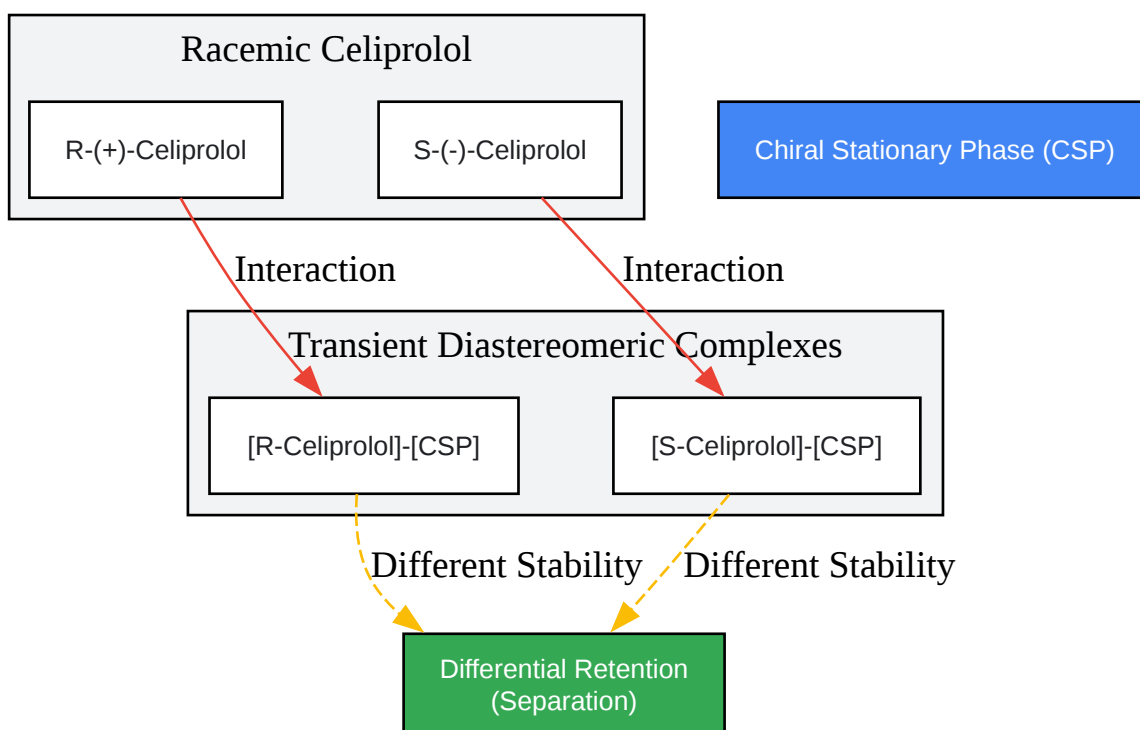 Racemic Celiprolol
R-(+)-Celiprolol
S-(-)-Celiprolol
Chiral Stationary Phase (CSP)
Interaction
Interaction
Transient Diastereomeric Complexes
[R-Celiprolol]-[CSP]
[S-Celiprolol]-[CSP]
Different Stability
Different Stability
Differential Retention
(Separation)